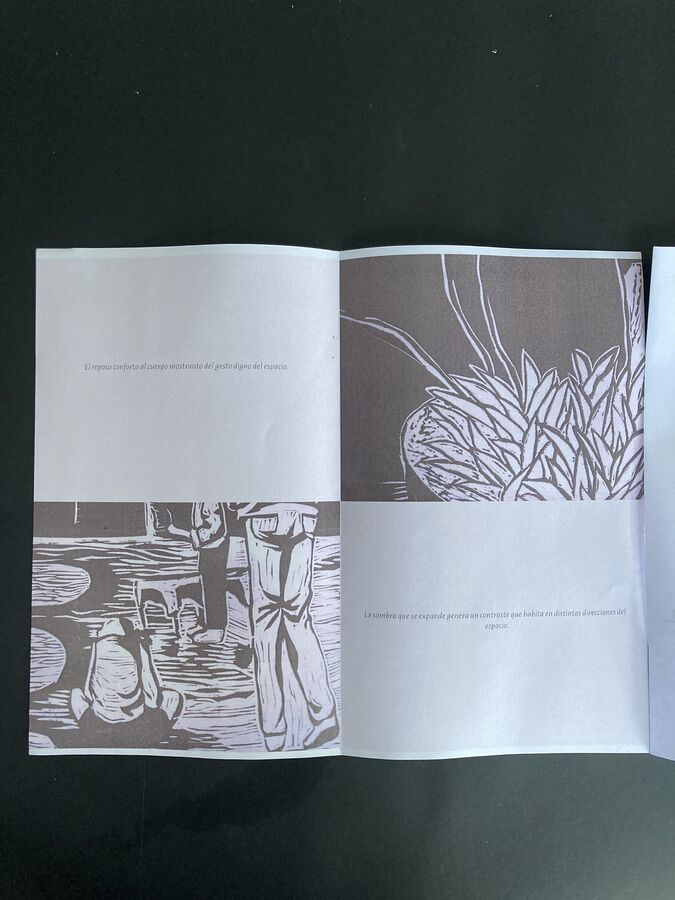 El reposo conforta al cuerpo mostranto del gesto digno del espacio.
La sombra que se expande genera un contraste que habita en distintas direcciones del
espacio.